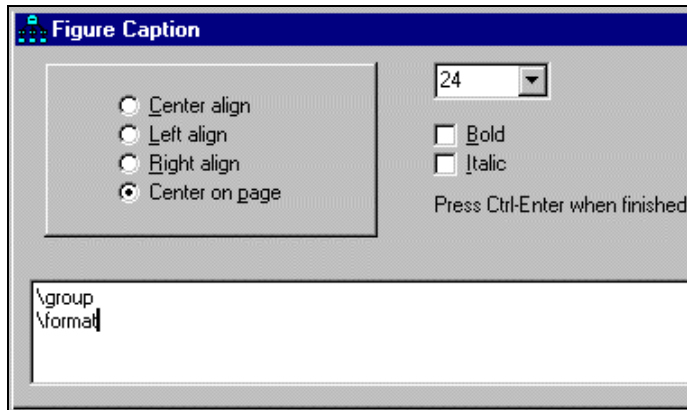 Figure Caption
Center align
Left align
Right align
Center on page
24
Bold
Italic
Press Ctrl-Enter when finished
\group
\format